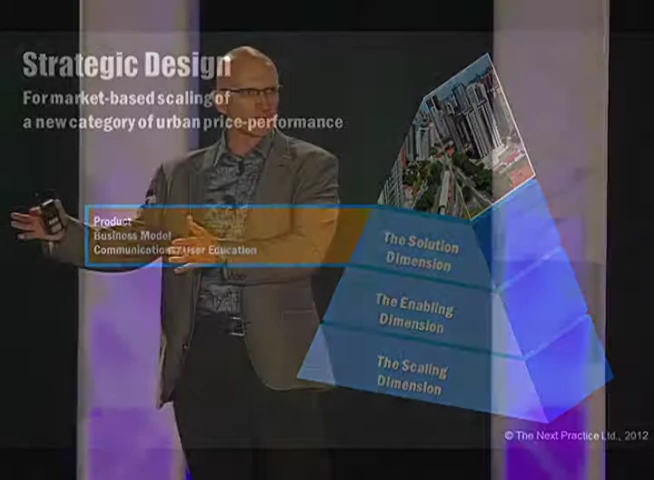 Strategic Design
For market-based scaling of
a new category of urban price-performance
Product
Business Model
Communications / User Education
The Solution
Dimension
The Enabling
Dimension
The Scaling
Dimension
© The Next Practice Ltd., 2012